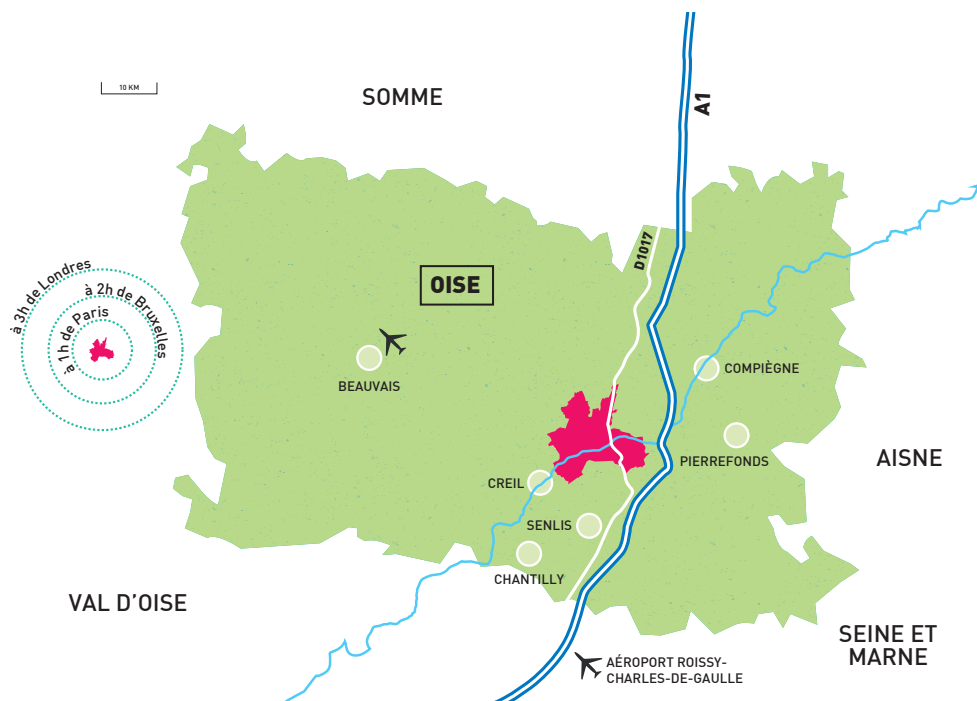 10 KM
SOMME
A1
D1017
OISE
à 3h de Londres
à 2h de Bruxelles
à 1h de Paris
BEAUVAIS
COMPIÈGNE
PIERREFONDS
AISNE
CREIL
SENLIS
CHANTILLY
VAL D'OISE
SEINE ET
MARNE
AÉROPORT ROISSY-
CHARLES-DE-GAULLE